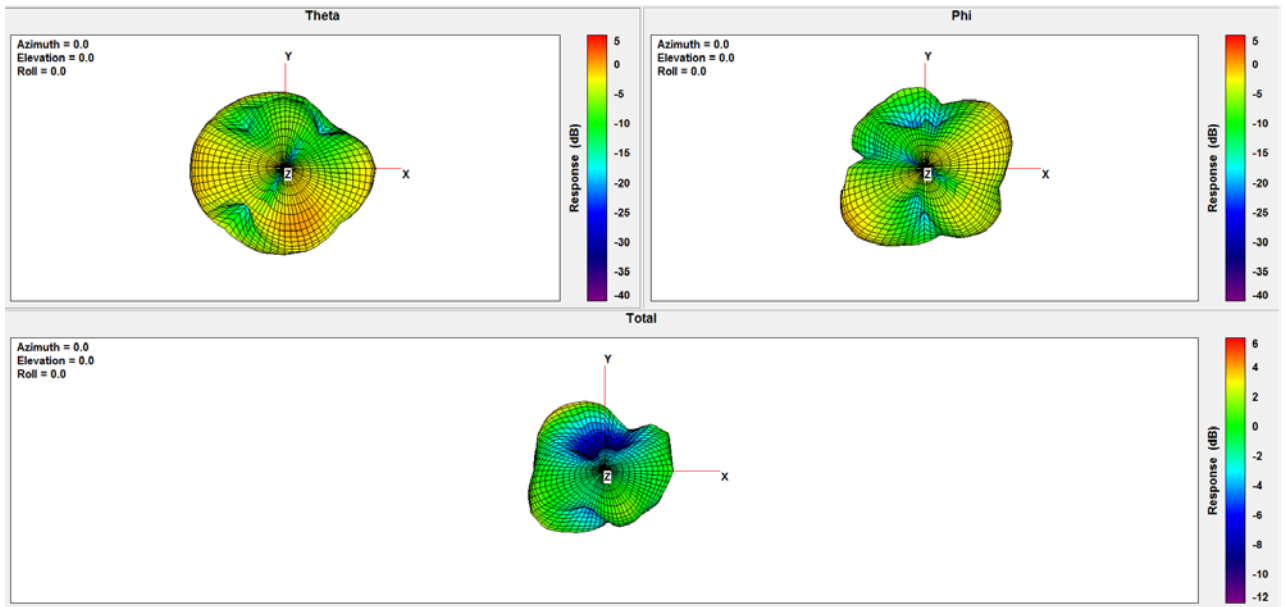 Theta
Azimuth = 0.0
Elevation = 0.0
Roll = 0.0
Y
X
Z
Response (dB)
5
0
-5
-10
-15
-20
-25
-30
-35
-40
Phi
Azimuth = 0.0
Elevation = 0.0
Roll = 0.0
Y
X
Z
Response (dB)
5
0
-5
-10
-15
-20
-25
-30
-35
-40
Total
Azimuth = 0.0
Elevation = 0.0
Roll = 0.0
Y
X
Z
Response (dB)
6
4
2
0
-2
-4
-6
-8
-10
-12